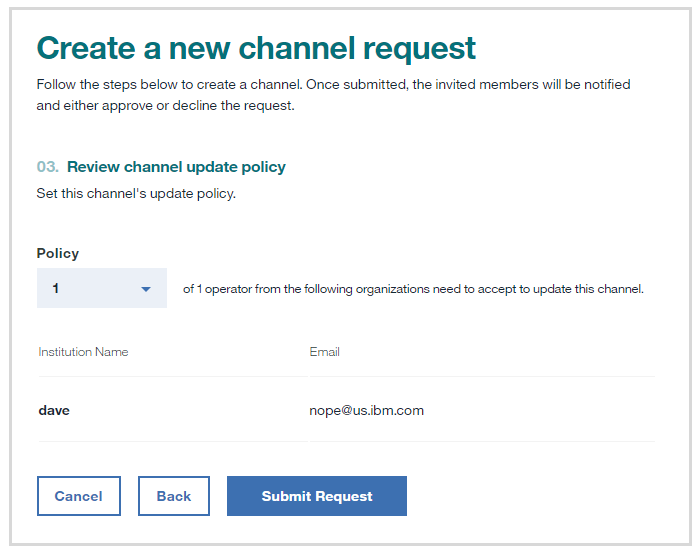 Create a new channel request
Follow the steps below to create a channel. Once submitted, the invited members will be notified
and either approve or decline the request.
03. Review channel update policy
Set this channel's update policy.
Policy
1 of 1 operator from the following organizations need to accept to update this channel.
Institution Name Email
dave nope@us.ibm.com
Cancel Back Submit Request